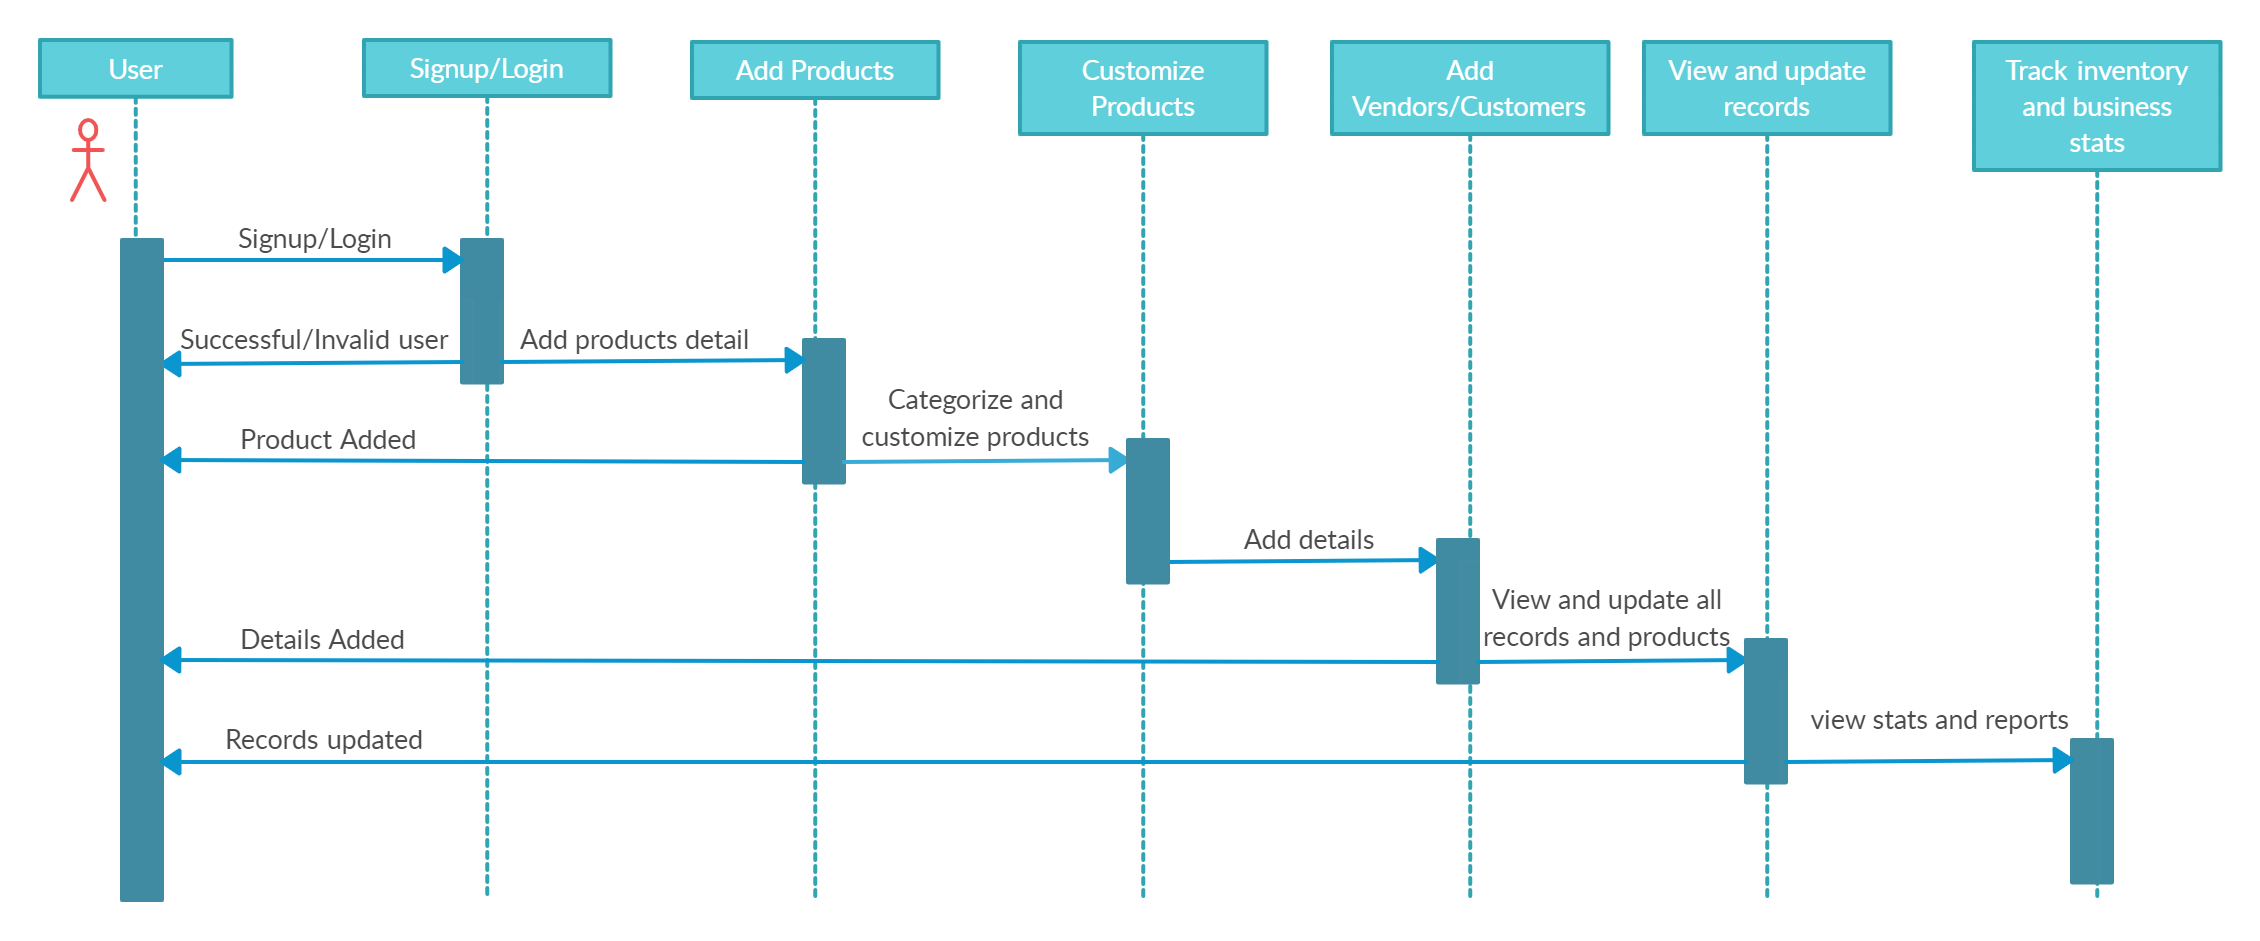 User
Signup/Login
Add Products
Customize
Products
Add
Vendors/Customers
View and update
records
Track inventory
and business
stats
Signup/Login
Successful/Invalid user
Add products detail
Categorize and
customize products
Product Added
Add details
View and update all
records and products
Details Added
view stats and reports
Records updated